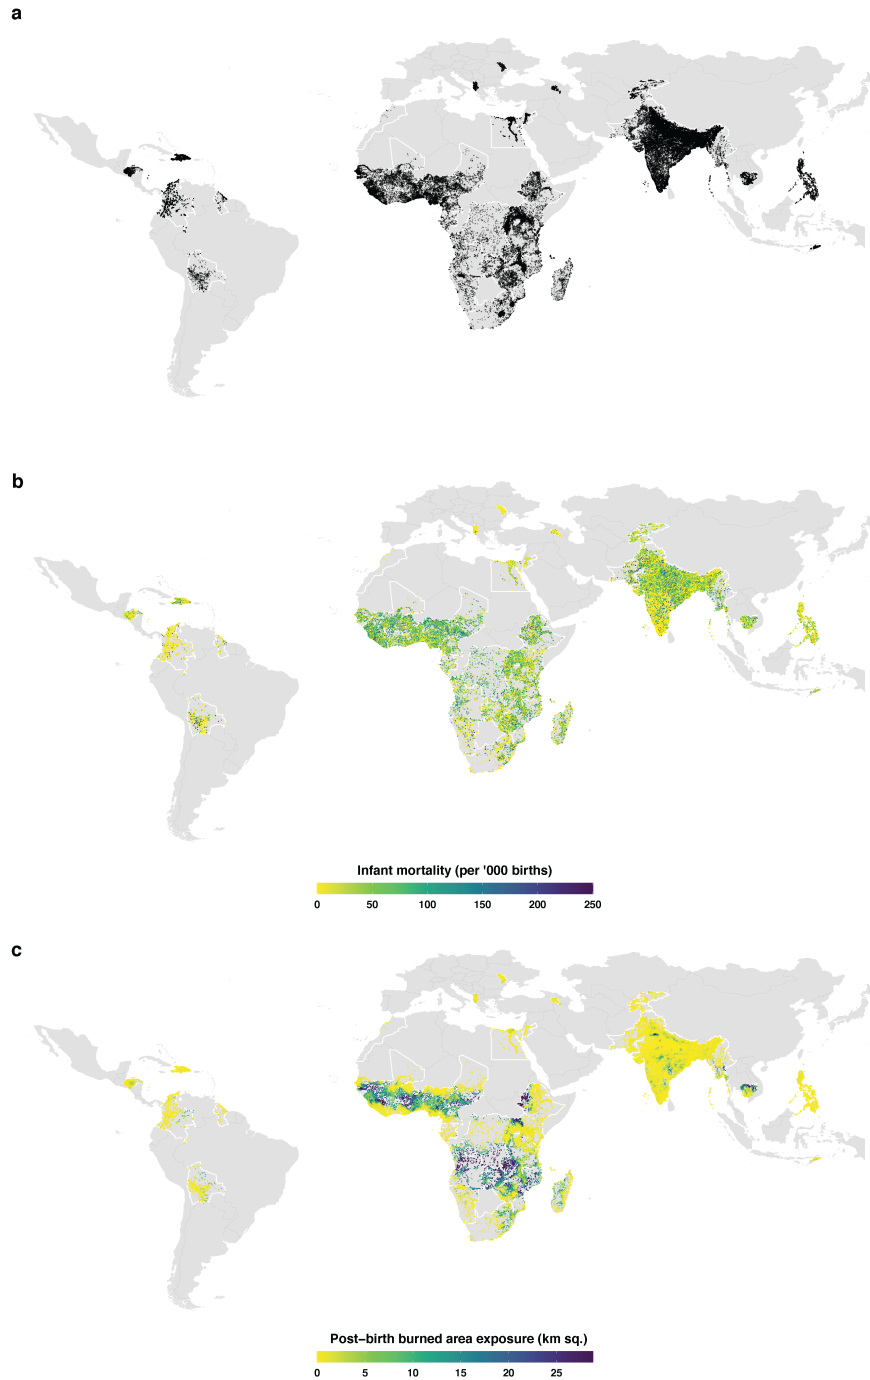 a
b
Infant mortality (per '000 births)
0 50 100 150 200 250
c
Post−birth burned area exposure (km sq.)
0 5 10 15 20 25